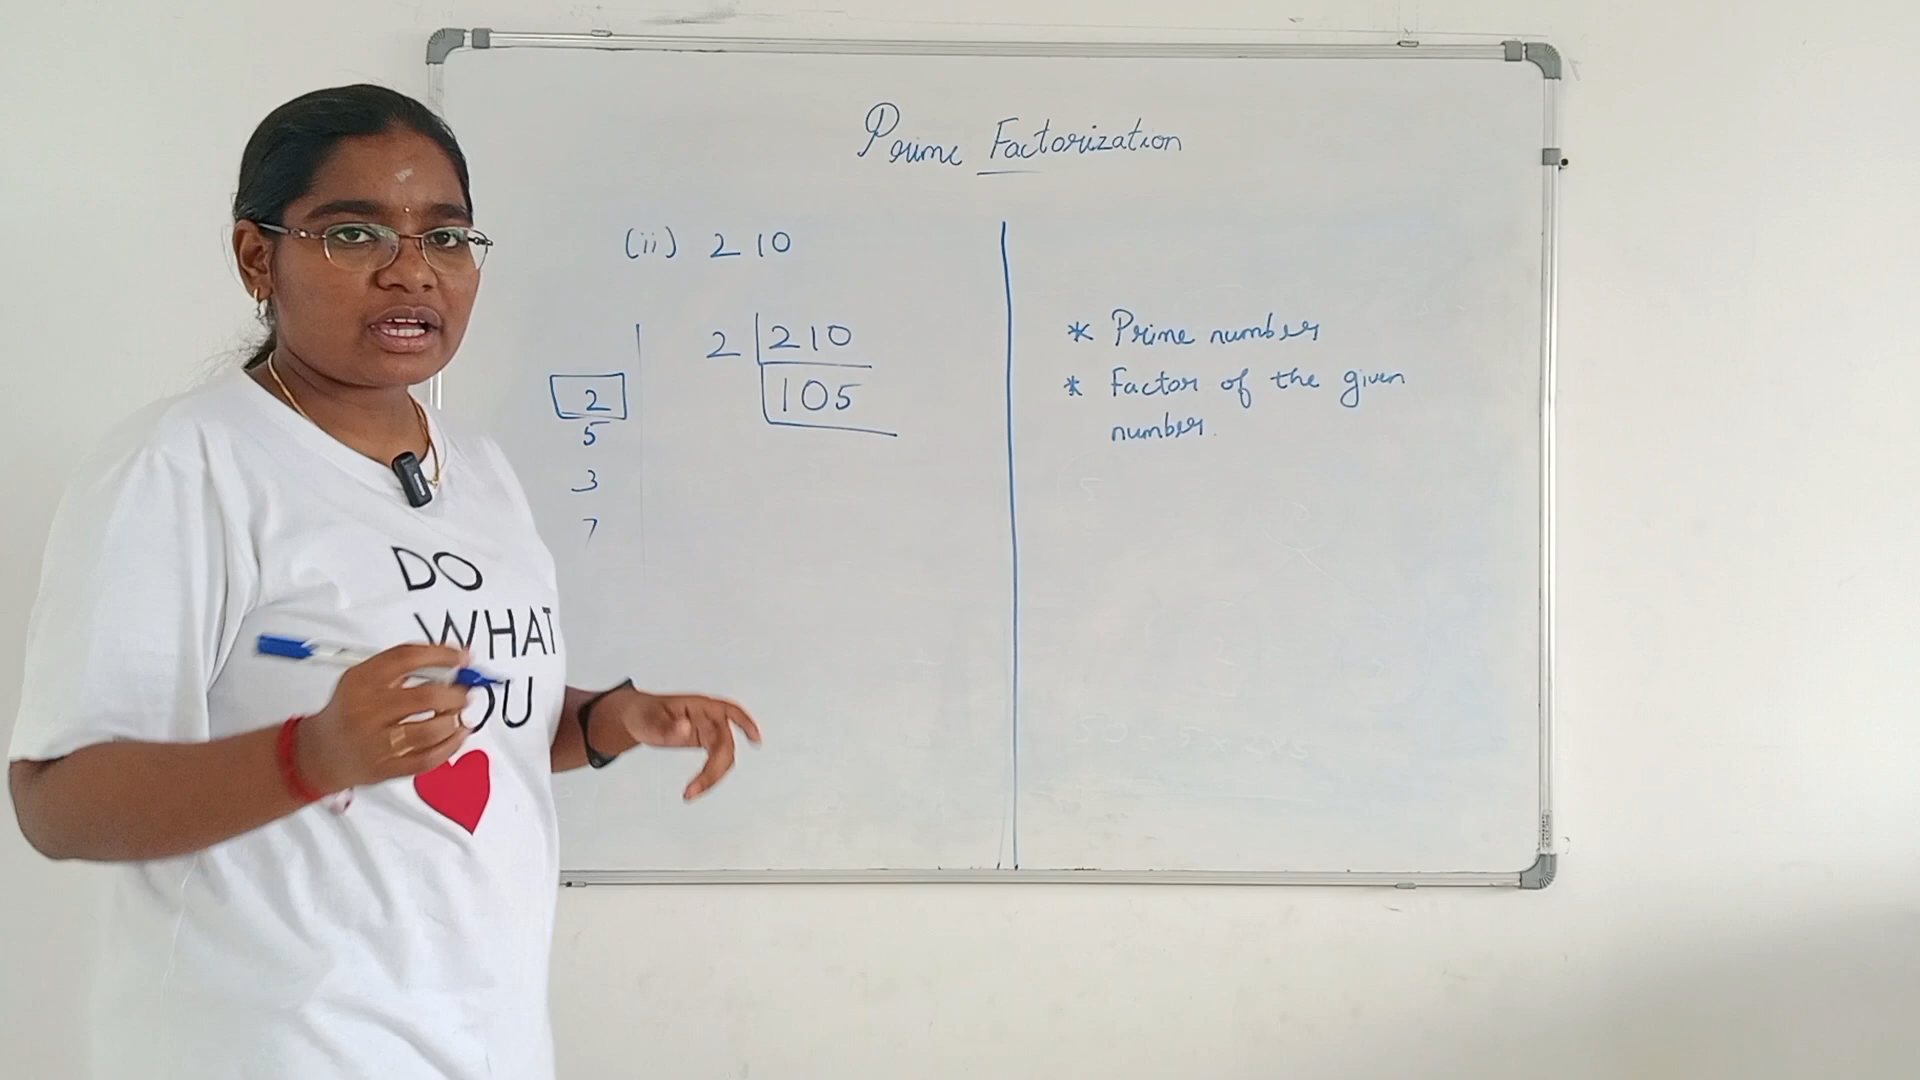 Prime Factorization
(ii) 210
2 210
105
2
5
3
7
* Prime number
* Factor of the given
number.
DO
WHAT
OU